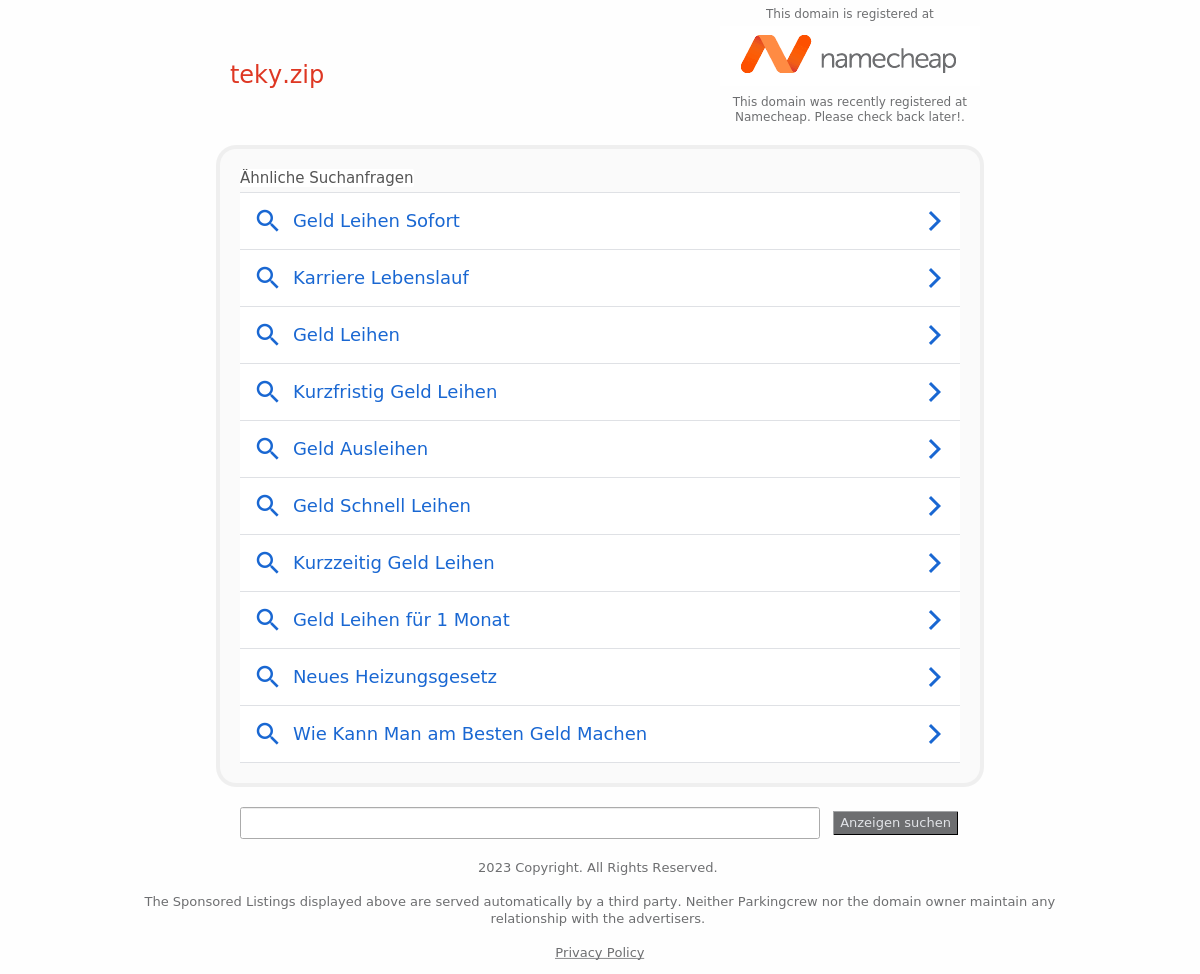 This domain is registered at
namecheap
teky.zip
This domain was recently registered at
Namecheap. Please check back later!.
Ähnliche Suchanfragen
Geld Leihen Sofort
Karriere Lebenslauf
Geld Leihen
Kurzfristig Geld Leihen
Geld Ausleihen
Geld Schnell Leihen
Kurzzeitig Geld Leihen
Geld Leihen für 1 Monat
Neues Heizungsgesetz
Wie Kann Man am Besten Geld Machen
Anzeigen suchen
2023 Copyright. All Rights Reserved.
The Sponsored Listings displayed above are served automatically by a third party. Neither Parkingcrew nor the domain owner maintain any
relationship with the advertisers.
Privacy Policy